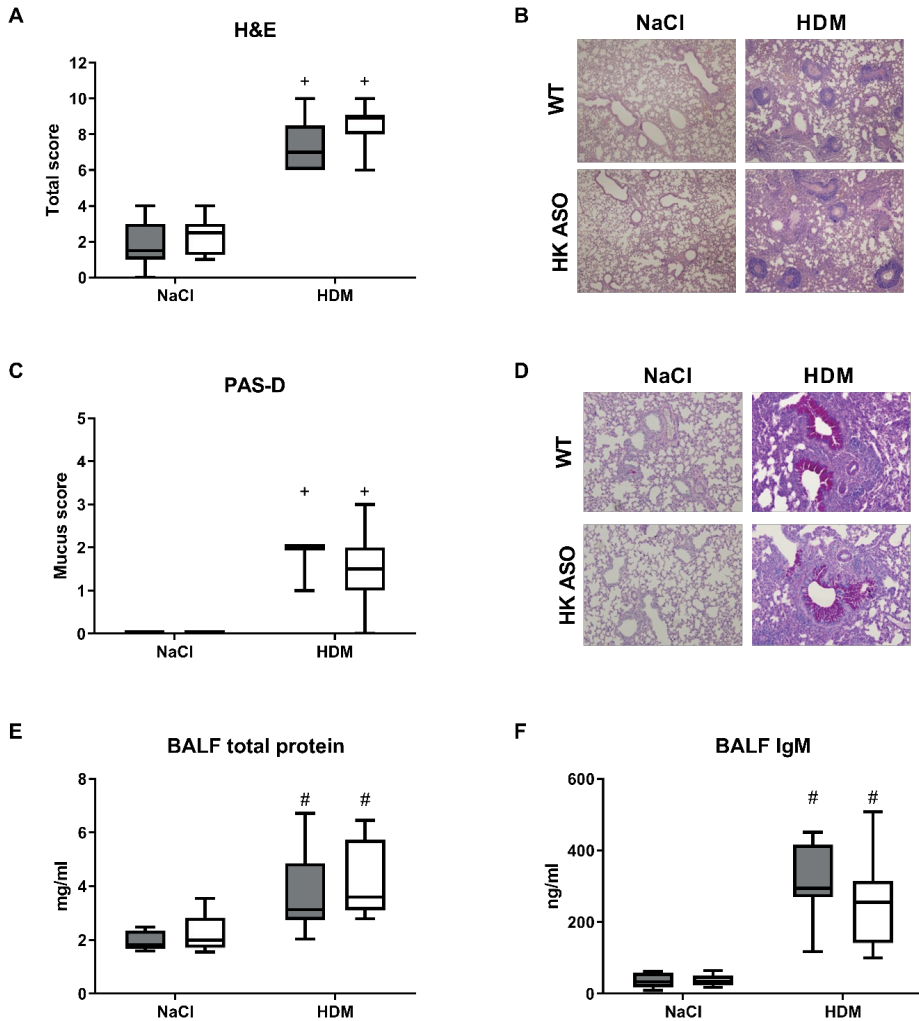 A
H&E
Total score
12
10
8
6
4
2
0
+ +
NaCl HDM
B
NaCl HDM
WT
HK ASO
C
PAS-D
Mucus score
5
4
3
2
1
0
+ +
NaCl HDM
D
NaCl HDM
WT
HK ASO
E
BALF total protein
mg/ml
8
6
4
2
0
# #
NaCl HDM
F
BALF IgM
ng/ml
600
400
200
0
# #
NaCl HDM